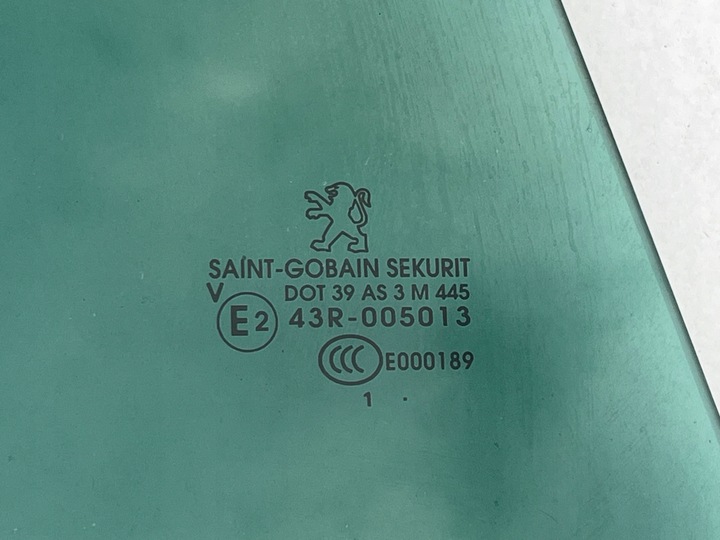 SAINT-GOBAIN SEKURIT
V DOT 39 AS 3 M 445
E2 43R-005013
CCC E000189
1 .